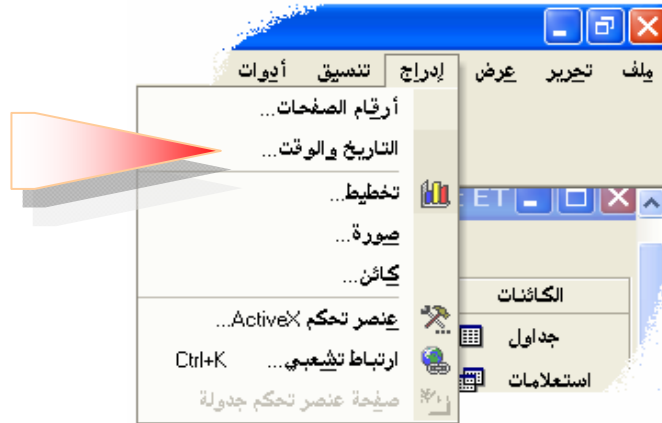 ملف تحرير عرض إدراج تنسيق أدوات
أرقام الصفحات...
التاريخ والوقت...
تخطيط...
صورة...
كائن...
عنصر تحكم ActiveX...
ارتباط تشعبي... Ctrl+K
صفحة عنصر تحكم جدولة
ET
الكائنات
جداول
استعلامات